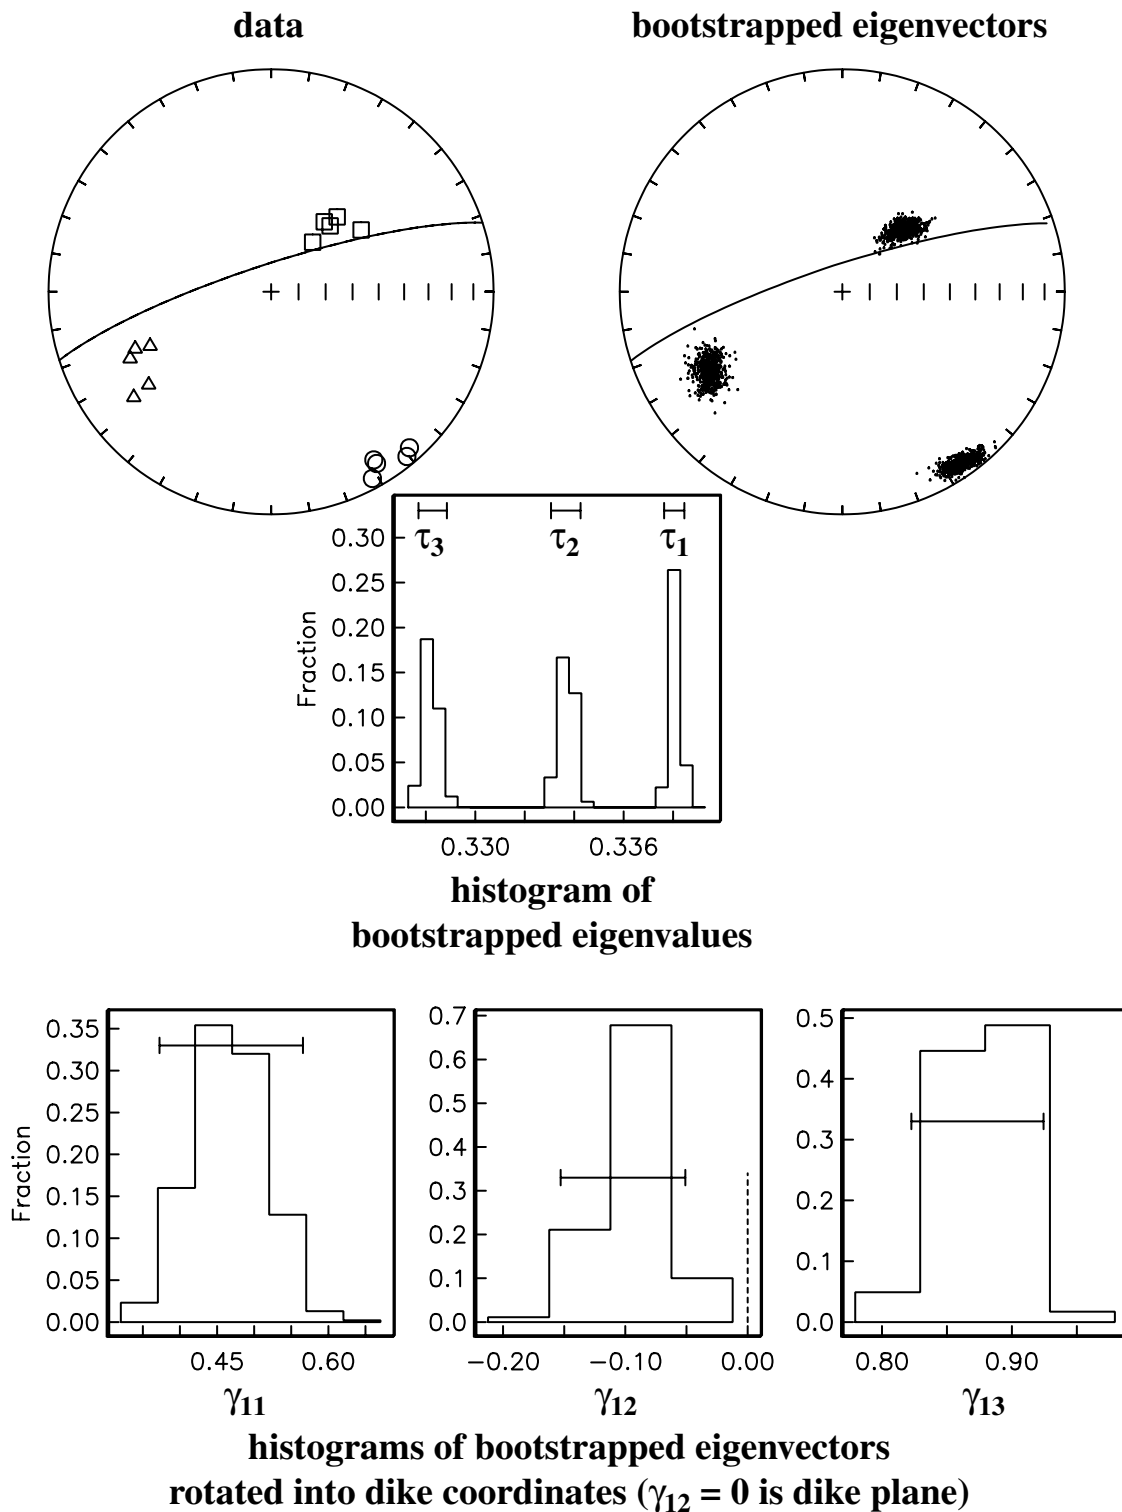 data bootstrapped eigenvectors
τ3 τ2 τ1
0.30
0.25
0.20
0.15
0.10
0.05
0.00
Fraction
0.330 0.336
histogram of
bootstrapped eigenvalues
0.35
0.30
0.25
0.20
0.15
0.10
0.05
0.00
Fraction
0.45 0.60
γ11
0.7
0.6
0.5
0.4
0.3
0.2
0.1
0.0
−0.20 −0.10 0.00
γ12
0.5
0.4
0.3
0.2
0.1
0.0
0.80 0.90
γ13
histograms of bootstrapped eigenvectors
rotated into dike coordinates (γ12 = 0 is dike plane)